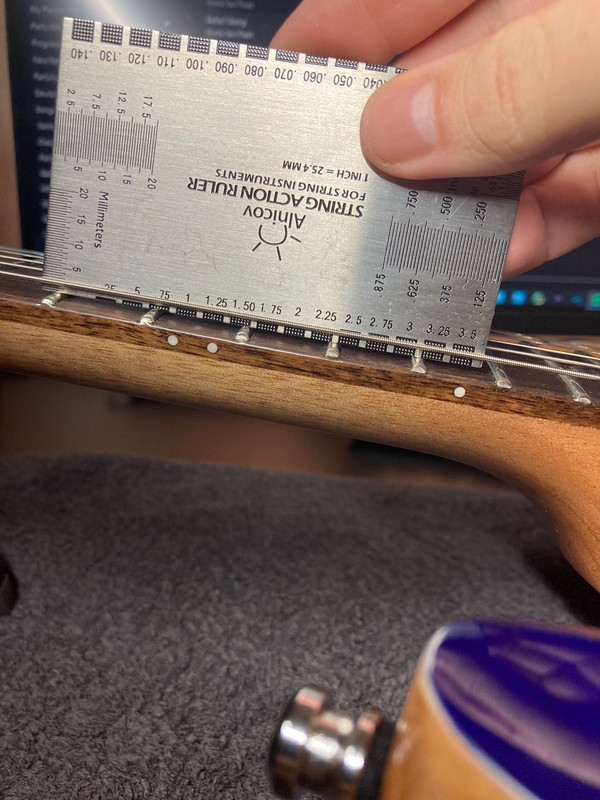 .140 .130 .120 .110 .100 .090 .080 .070 .060 .050 .040
2.5 7.5 12.5 17.5
5 10 15 20
Millimeters
20 15 10 5
Alnicov
STRING ACTION RULER
FOR STRING INSTRUMENTS
1 INCH = 25.4 MM
.750 .500 .250
.875 .625 .375 .125
.25 .5 .75 1 1.25 1.50 1.75 2 2.25 2.5 2.75 3 3.25 3.5